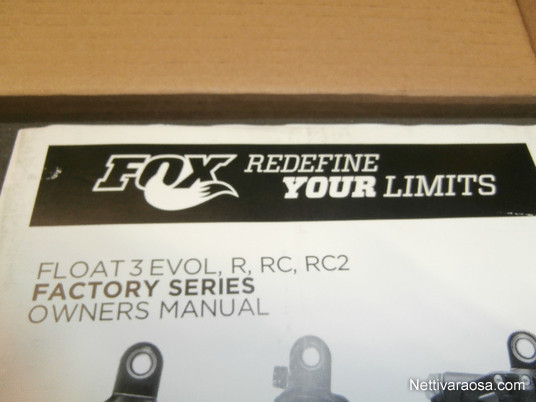 FOX REDEFINE
YOUR LIMITS
FLOAT 3 EVOL, R, RC, RC2
FACTORY SERIES
OWNERS MANUAL
Nettivaraosa.com